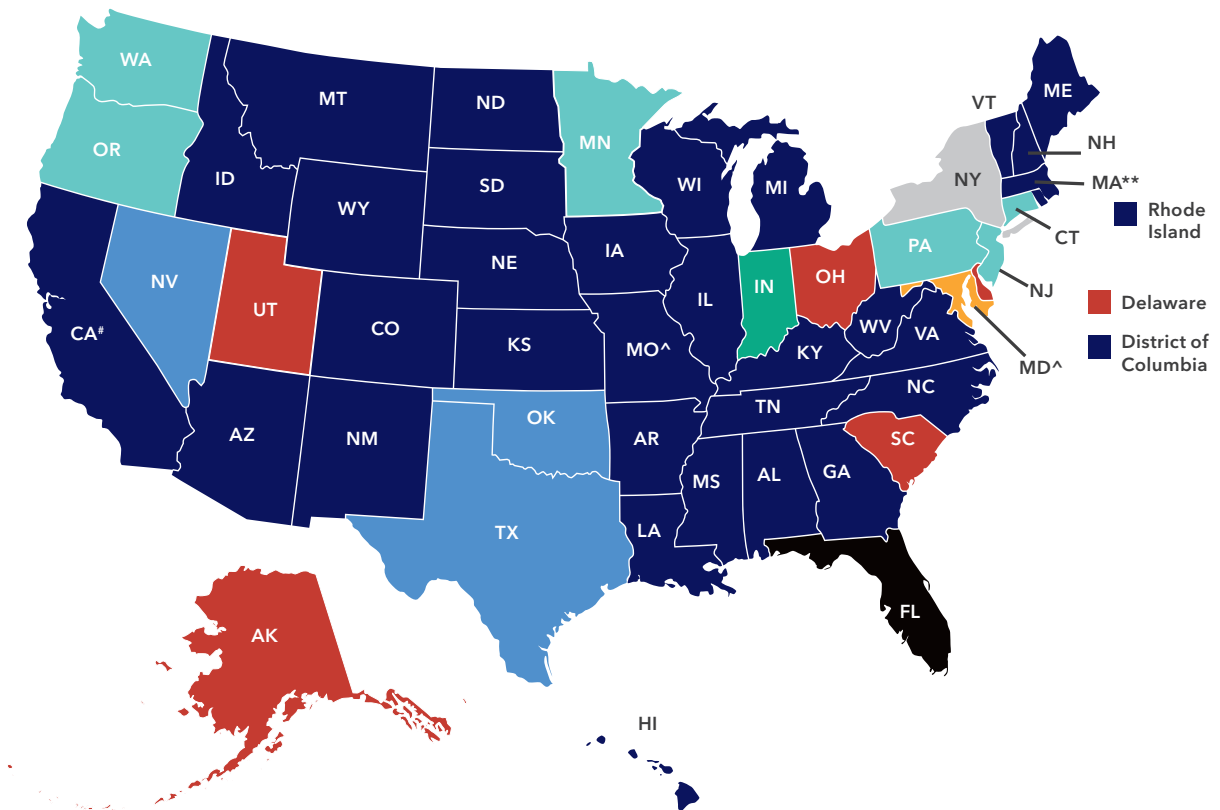 WA
MT
ND
ME
VT
MN
OR
NH
ID
WI
MI
NY
MA**
SD
WY
Rhode
Island
CT
PA
IA
NE
NV
IN
OH
NJ
IL
UT
Delaware
CO
WV
CA#
VA
KS
MO^
KY
District of
Columbia
MD^
NC
TN
OK
AZ
NM
AR
SC
GA
AL
MS
TX
LA
FL
AK
HI